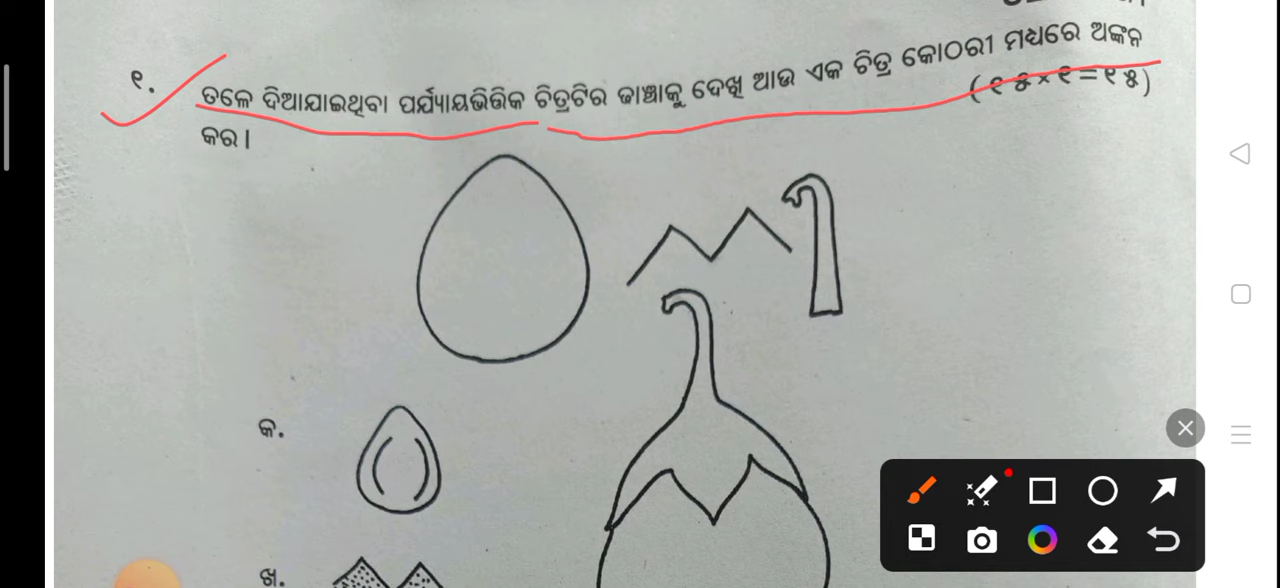 ୧.
ତଳେ ଦିଆଯାଇଥିବା ପର୍ଯ୍ୟାୟଭିତ୍ତିକ ଚିତ୍ରଟିର ଢାଞ୍ଚାକୁ ଦେଖି ଆଉ ଏକ ଚିତ୍ର କୋଠରୀ ମଧ୍ୟରେ ଅଙ୍କନ
କର।
(୧୫×୧=୧୫)
କ.
ଖ.